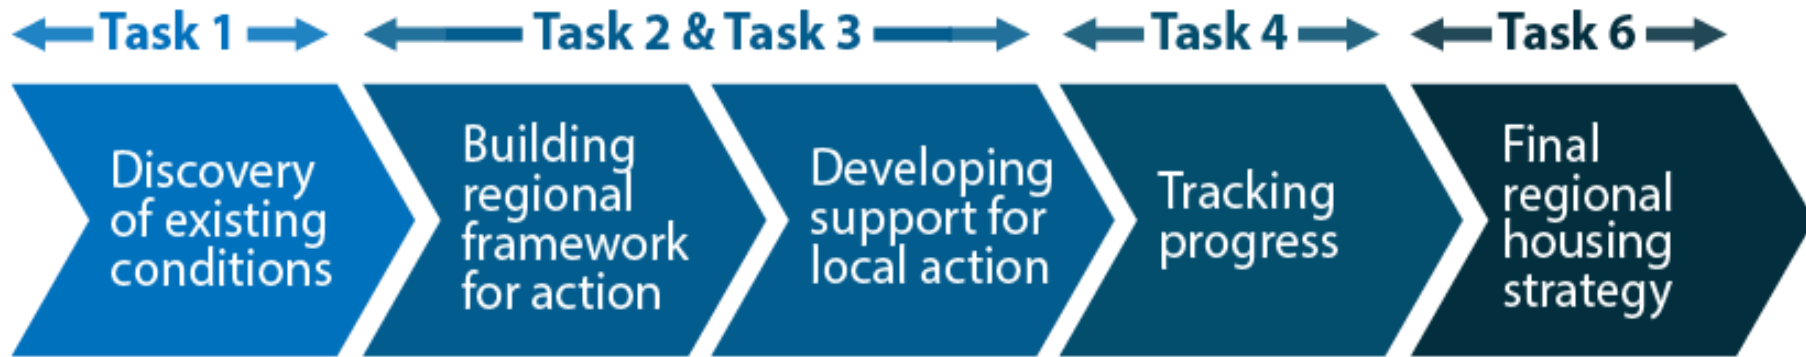 Task 1
Task 2 & Task 3
Task 4
Task 6
Discovery
of existing
conditions
Building
regional
framework
for action
Developing
support for
local action
Tracking
progress
Final
regional
housing
strategy